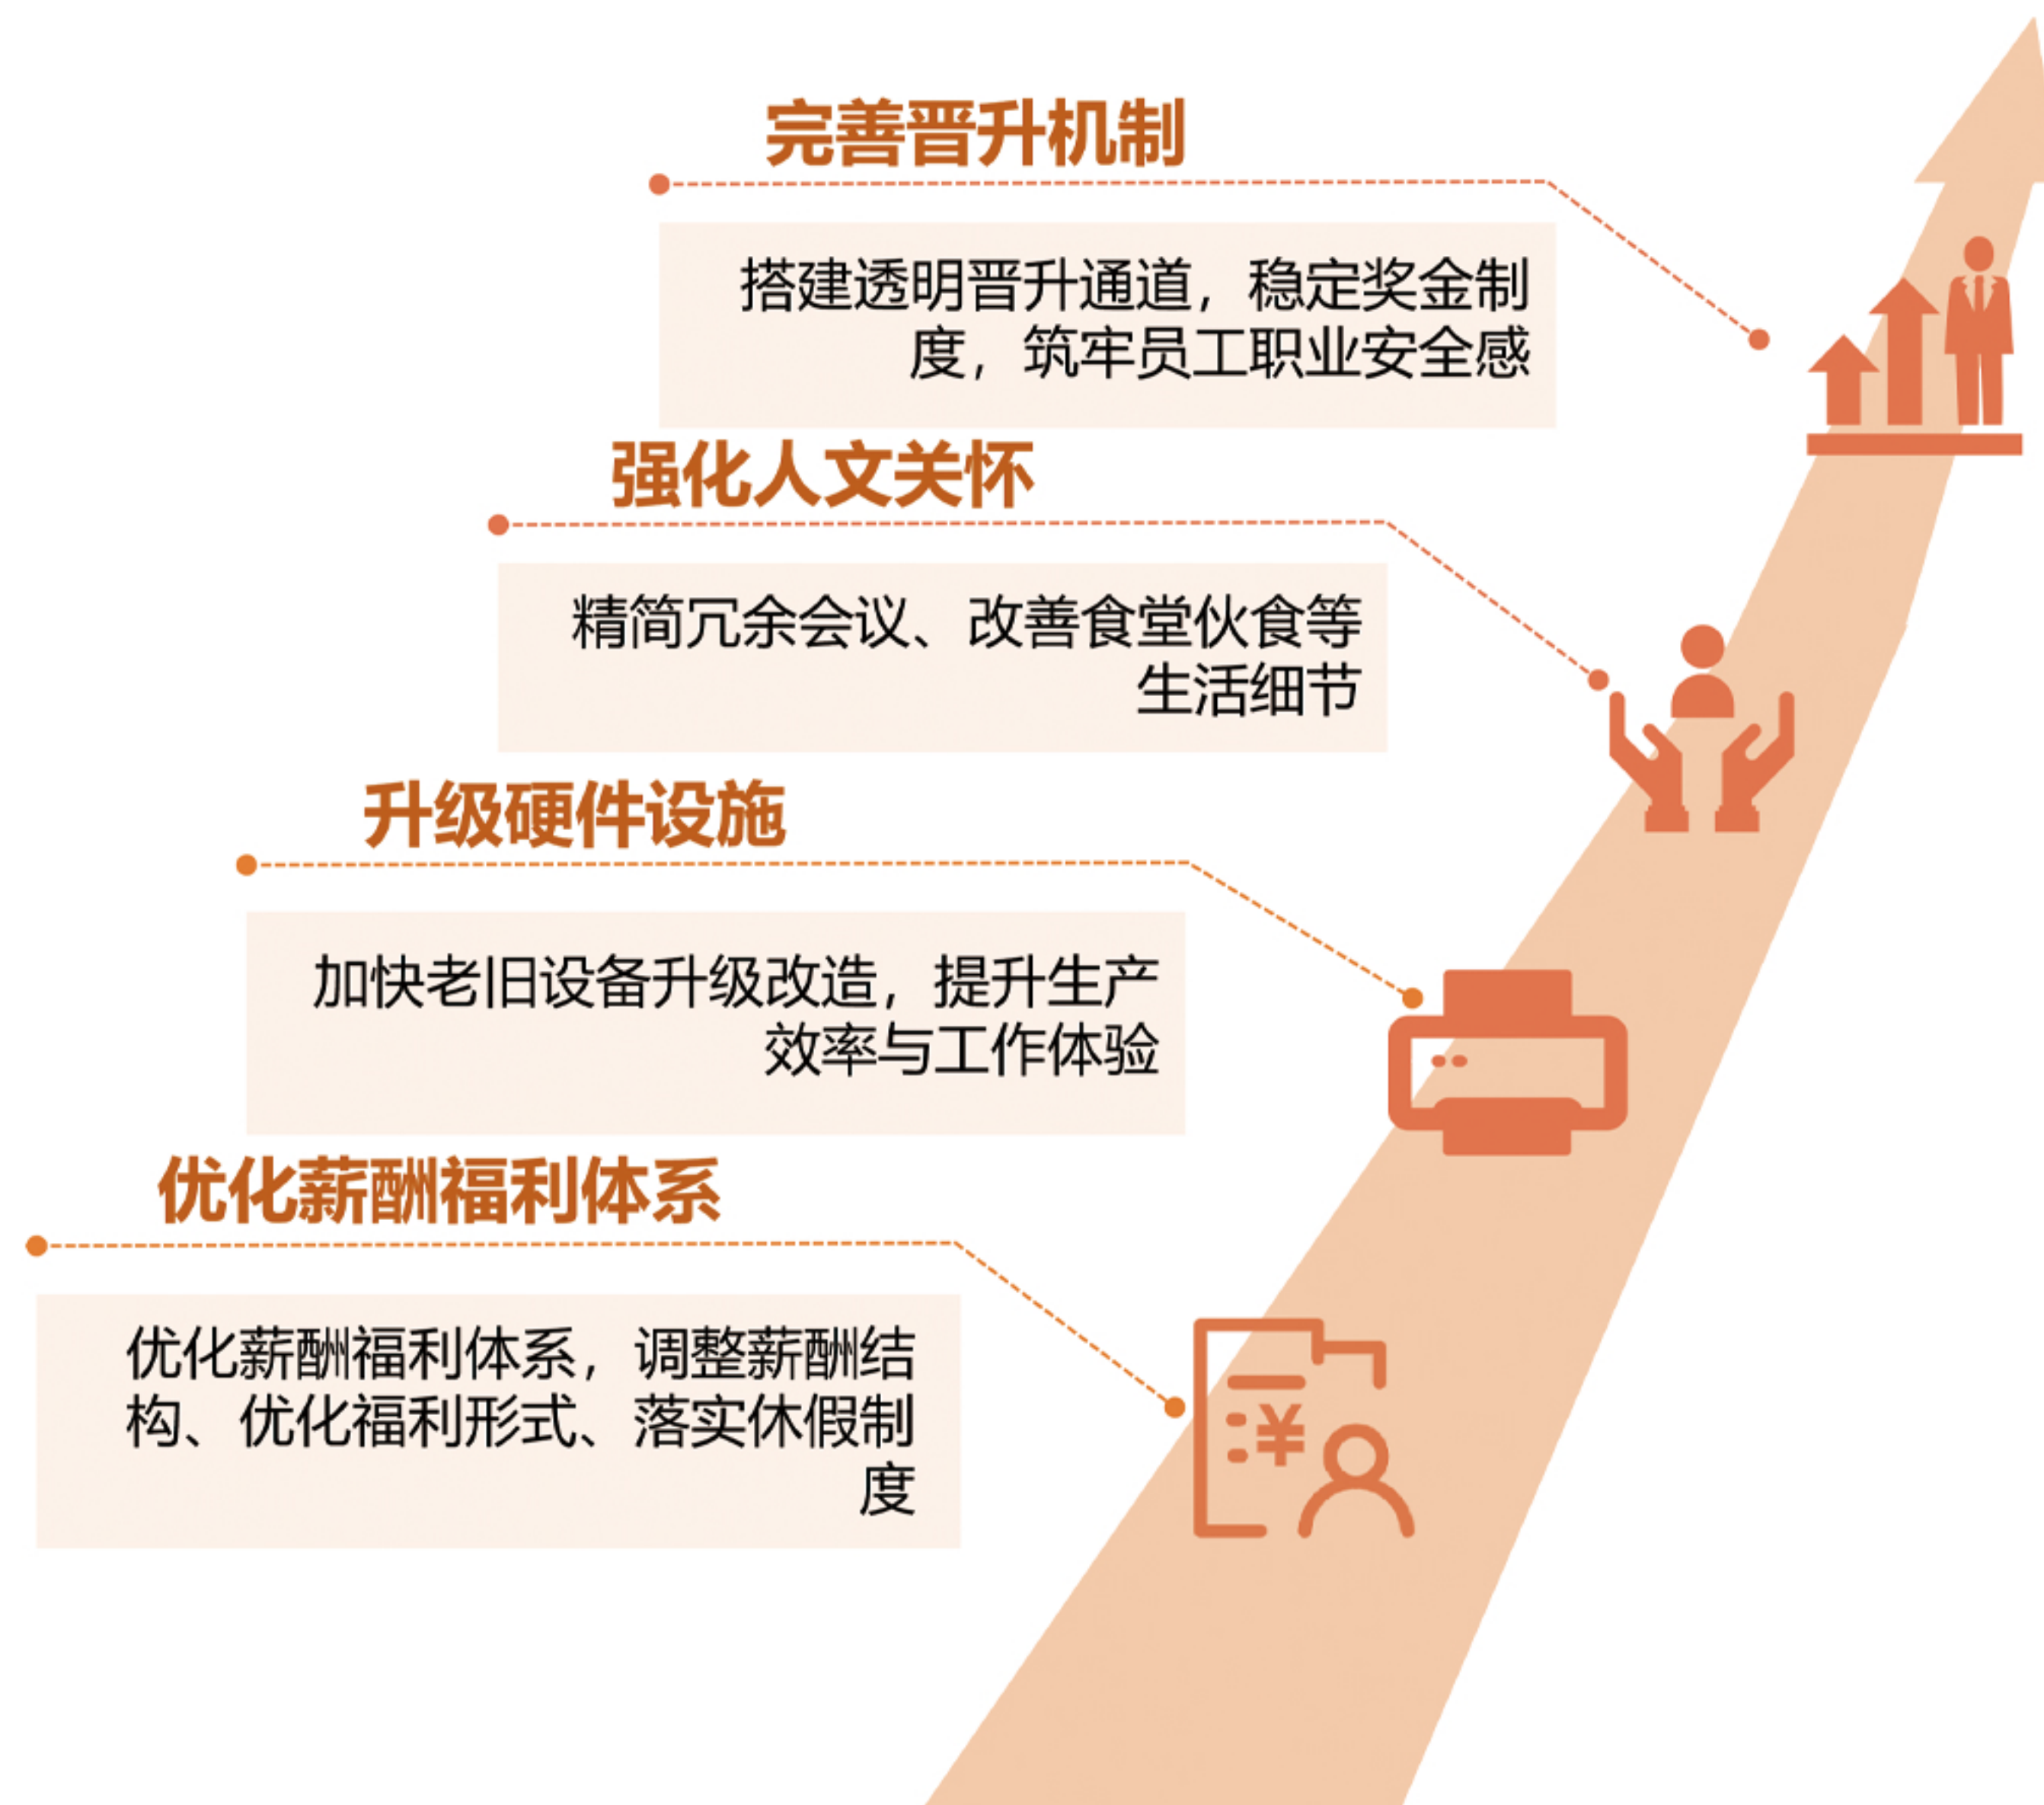 完善晋升机制
搭建透明晋升通道，稳定奖金制
度，筑牢员工职业安全感
强化人文关怀
精简冗余会议、改善食堂伙食等
生活细节
升级硬件设施
加快老旧设备升级改造，提升生产
效率与工作体验
优化薪酬福利体系
优化薪酬福利体系，调整薪酬结
构、优化福利形式、落实休假制
度
¥